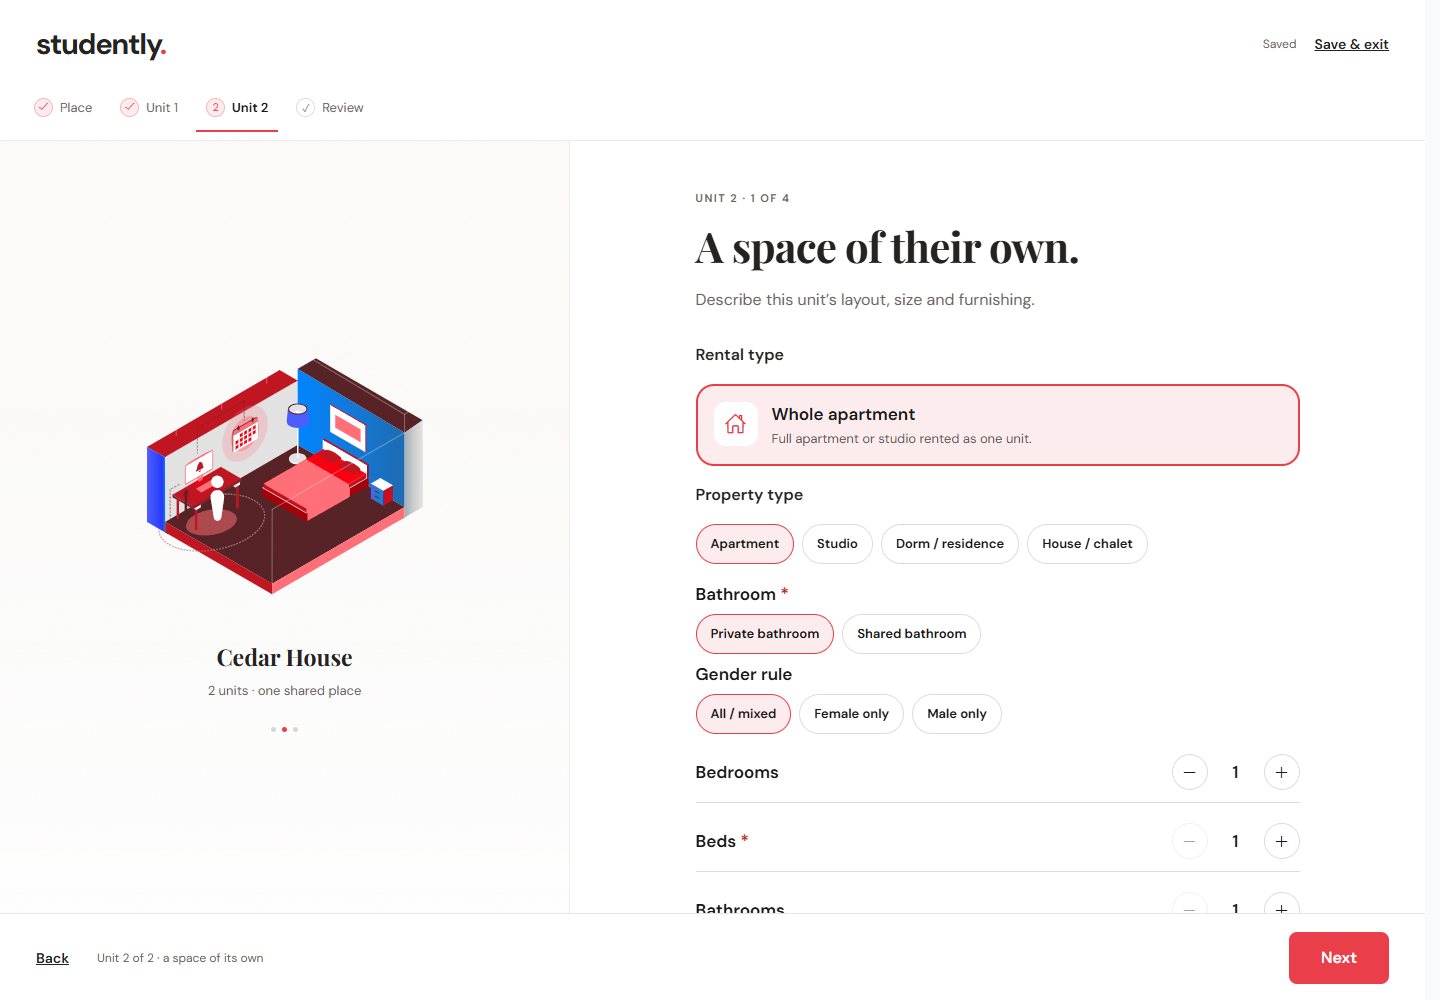 studently.
Saved
Save & exit
Place
Unit 1
2
Unit 2
Review
UNIT 2 · 1 OF 4
A space of their own.
Describe this unit’s layout, size and furnishing.
Rental type
Whole apartment
Full apartment or studio rented as one unit.
Property type
Apartment
Studio
Dorm / residence
House / chalet
Bathroom *
Private bathroom
Shared bathroom
Gender rule
All / mixed
Female only
Male only
Bedrooms
1
Beds *
1
Bathrooms
1
Cedar House
2 units · one shared place
Back
Unit 2 of 2 · a space of its own
Next